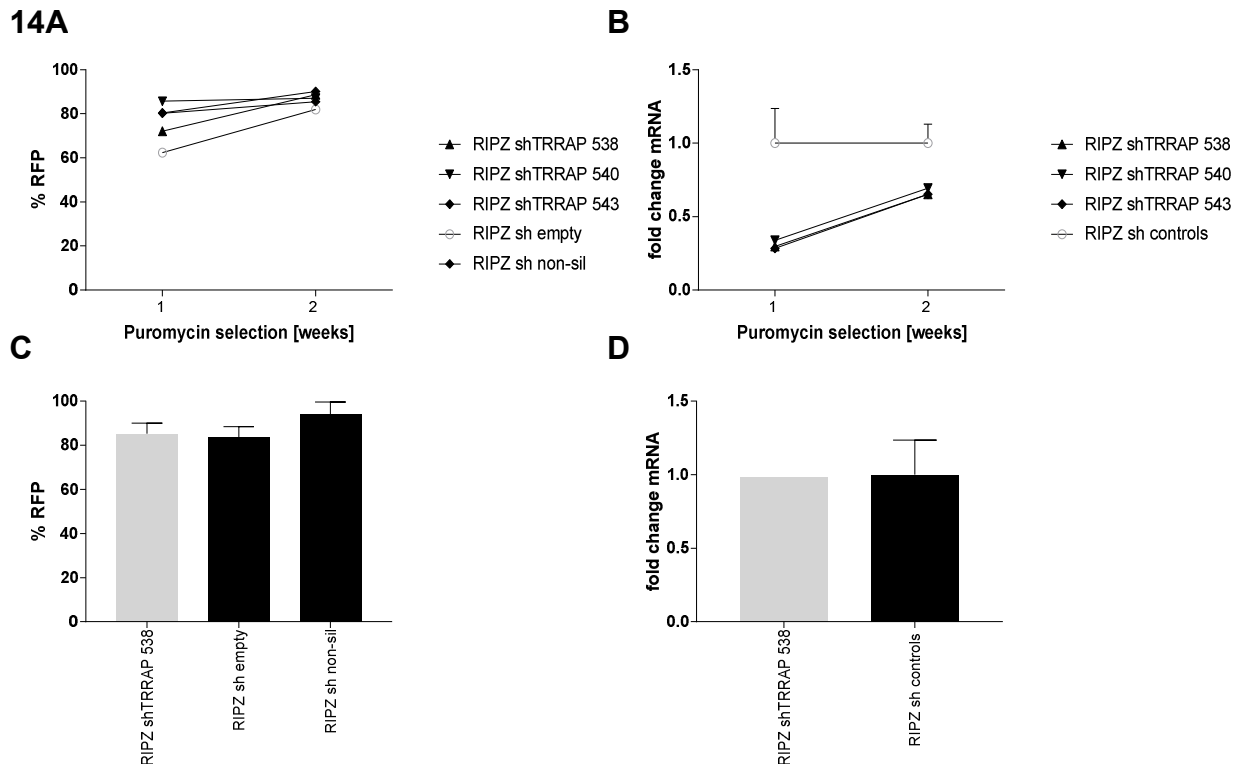 14A
100
80
60
40
20
0
% RFP
1
2
Puromycin selection [weeks]
RIPZ shTRRAP 538
RIPZ shTRRAP 540
RIPZ shTRRAP 543
RIPZ sh empty
RIPZ sh non-sil
B
1.5
1.0
0.5
0.0
fold change mRNA
1
2
Puromycin selection [weeks]
RIPZ shTRRAP 538
RIPZ shTRRAP 540
RIPZ shTRRAP 543
RIPZ sh controls
C
100
80
60
40
20
0
% RFP
RIPZ shTRRAP 538
RIPZ sh empty
RIPZ sh non-sil
D
1.5
1.0
0.5
0.0
fold change mRNA
RIPZ shTRRAP 538
RIPZ sh controls